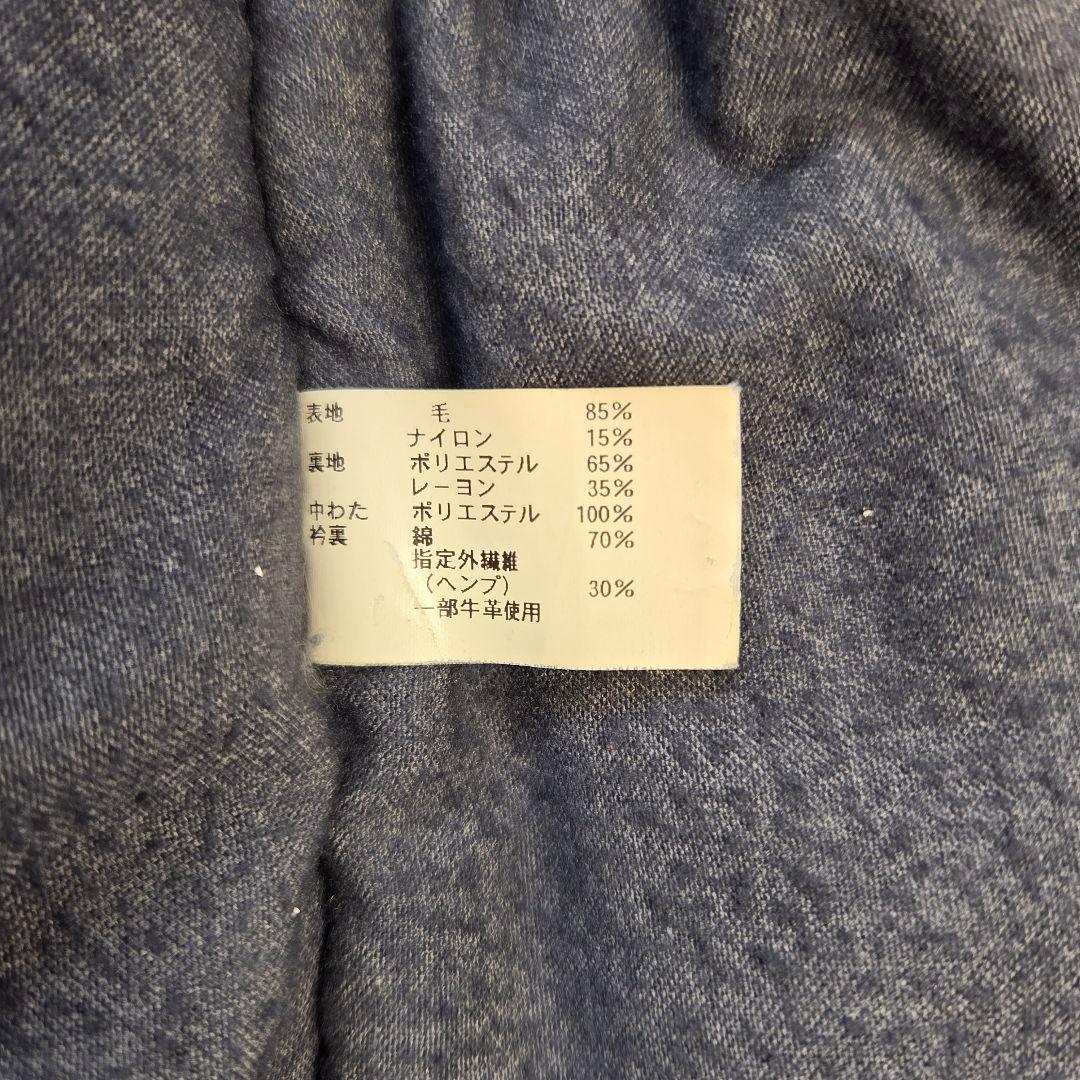 表地 毛 85%
ナイロン 15%
裏地 ポリエステル 65%
レーヨン 35%
中わた ポリエステル 100%
衿裏 綿 70%
指定外繊維
(ヘンプ) 30%
一部牛革使用